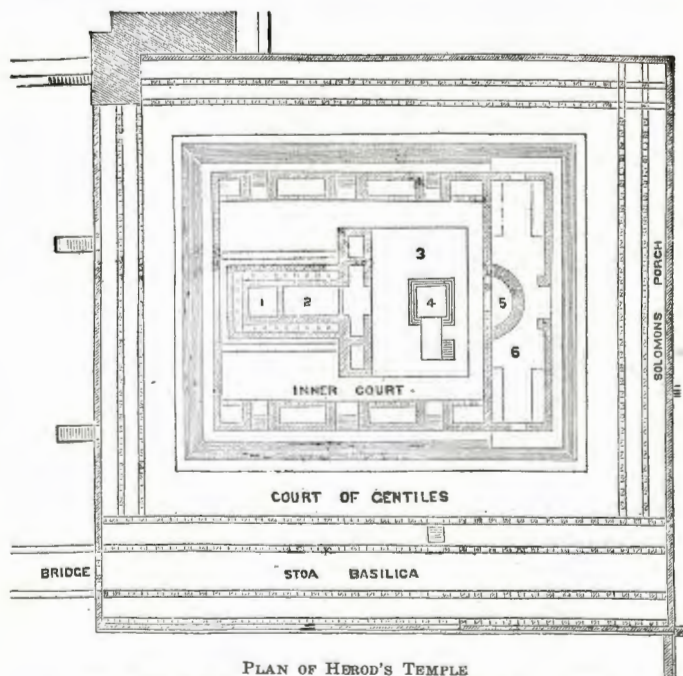 1
2
3
4
5
6
INNER COURT
SOLOMONS PORCH
COURT OF GENTILES
BRIDGE
STOA BASILICA
PLAN OF HEROD'S TEMPLE